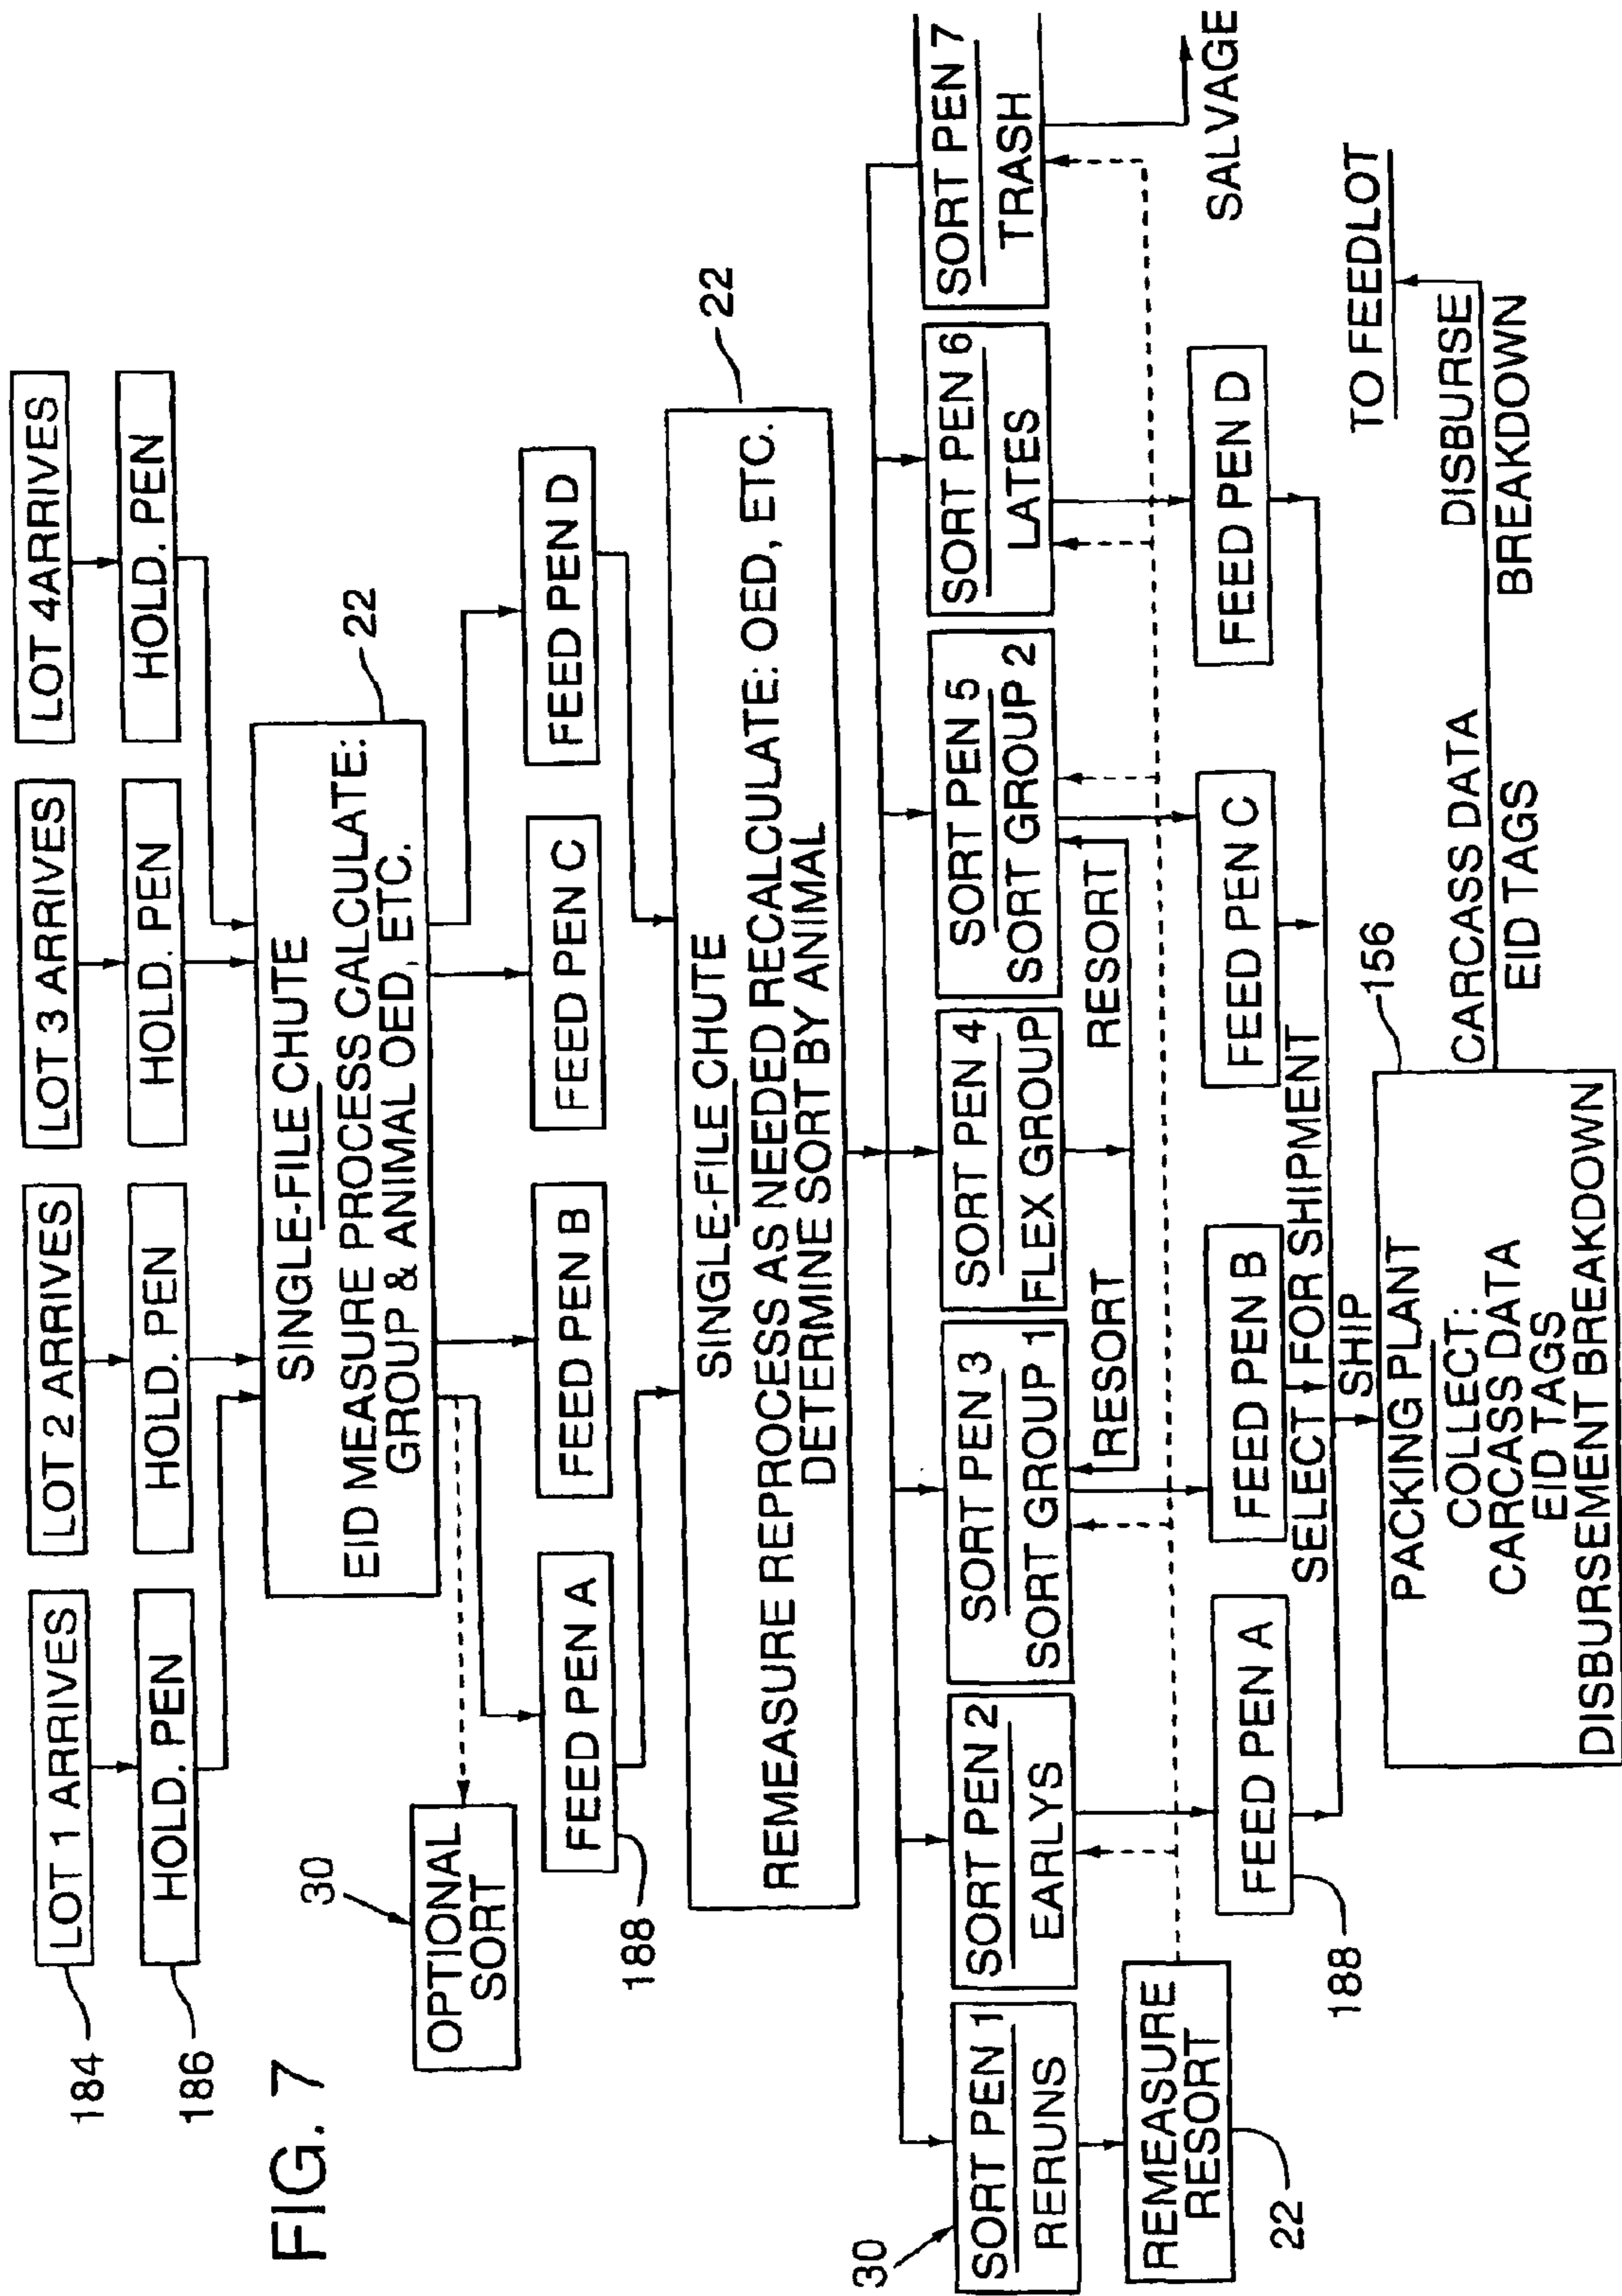 FIG. 7
184
LOT 1 ARRIVES
LOT 2 ARRIVES
LOT 3 ARRIVES
LOT 4ARRIVES
186
HOLD. PEN
HOLD. PEN
HOLD. PEN
HOLD. PEN
SINGLE-FILE CHUTE
EID MEASURE PROCESS CALCULATE:
GROUP & ANIMAL OED, ETC.
22
30
OPTIONAL
SORT
188
FEED PEN A
FEED PEN B
FEED PEN C
FEED PEN D
SINGLE-FILE CHUTE
REMEASURE REPROCESS AS NEEDED RECALCULATE: OED, ETC.
DETERMINE SORT BY ANIMAL
22
30
SORT PEN 1
RERUNS
SORT PEN 2
EARLYS
SORT PEN 3
SORT GROUP 1
SORT PEN 4
FLEX GROUP
SORT PEN 5
SORT GROUP 2
SORT PEN 6
LATES
SORT PEN 7
TRASH
RESORT
RESORT
REMEASURE
RESORT
22
SALVAGE
188
FEED PEN A
FEED PEN B
FEED PEN C
FEED PEN D
SELECT FOR SHIPMENT
SHIP
PACKING PLANT
COLLECT:
CARCASS DATA
EID TAGS
DISBURSEMENT BREAKDOWN
156
CARCASS DATA
EID TAGS
DISBURSE
BREAKDOWN
TO FEEDLOT